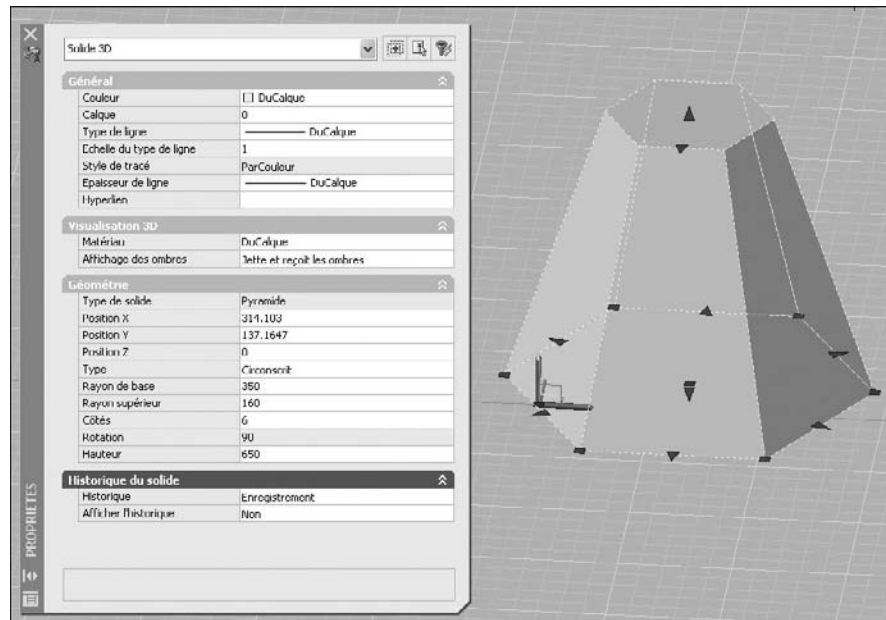 Solide 3D
Général
Couleur DuCalque
Calque 0
Type de ligne DuCalque
Echelle du type de ligne 1
Style de tracé ParCouleur
Epaisseur de ligne DuCalque
Hyperlien
Visualisation 3D
Matériau DuCalque
Affichage des ombres Jette et reçoit les ombres
Géométrie
Type de solide Pyramide
Position X 314.103
Position Y 137.1647
Position Z 0
Type Circonscrit
Rayon de base 350
Rayon supérieur 160
Côtés 6
Rotation 90
Hauteur 650
Historique du solide
Historique Enregistrement
Afficher l'historique Non
PROPRIETES